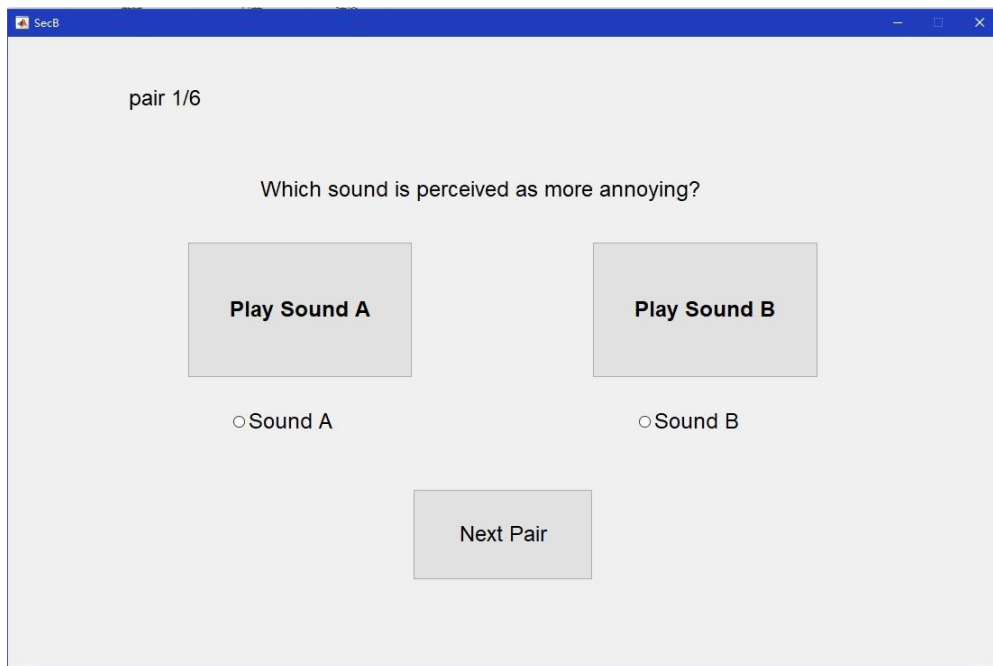 SecB
pair 1/6
Which sound is perceived as more annoying?
Play Sound A
Play Sound B
Sound A
Sound B
Next Pair